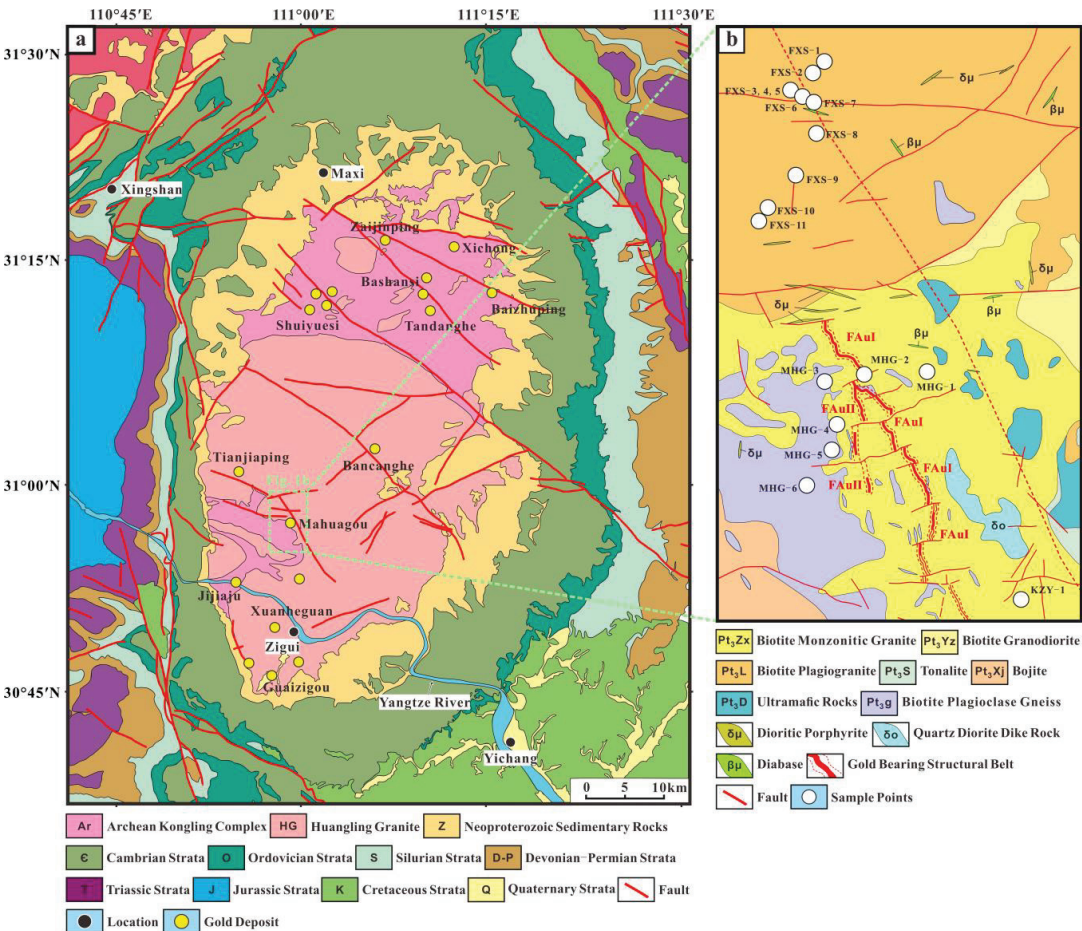 110°45′E 111°00′E 111°15′E 111°30′E
31°30′N
31°15′N
31°00′N
30°45′N
a
Xingshan
Maxi
Zaijinping
Xichong
Bashansi
Baizhuping
Shuiyuesi
Tandanghe
Tianjiaping
Bancanghe
Mahuagou
Jijiaju
Xuanheguan
Zigui
Guaizigou
Yangtze River
Yichang
0 5 10km
Ar Archean Kongling Complex HG Huangling Granite Z Neoproterozoic Sedimentary Rocks
Є Cambrian Strata O Ordovician Strata S Silurian Strata D-P Devonian-Permian Strata
T Triassic Strata J Jurassic Strata K Cretaceous Strata Q Quaternary Strata Fault
Location Gold Deposit
b
FXS-1
FXS-2
δμ
FXS-3, 4, 5
FXS-6 FXS-7
βμ
FXS-8
βμ
FXS-9
FXS-10
FXS-11
δμ
δμ
βμ
FAuI
βμ
MHG-2
MHG-3
MHG-1
FAuII
FAuI
MHG-4
δμ
MHG-5
FAuI
MHG-6
FAuII
δo
FAuI
KZY-1
Pt₃Zx Biotite Monzonitic Granite Pt₃Yz Biotite Granodiorite
Pt₃L Biotite Plagiogranite Pt₃S Tonalite Pt₃Xj Bojite
Pt₃D Ultramafic Rocks Pt₃g Biotite Plagioclase Gneiss
δμ Dioritic Porphyrite δo Quartz Diorite Dike Rock
βμ Diabase Gold Bearing Structural Belt
Fault Sample Points